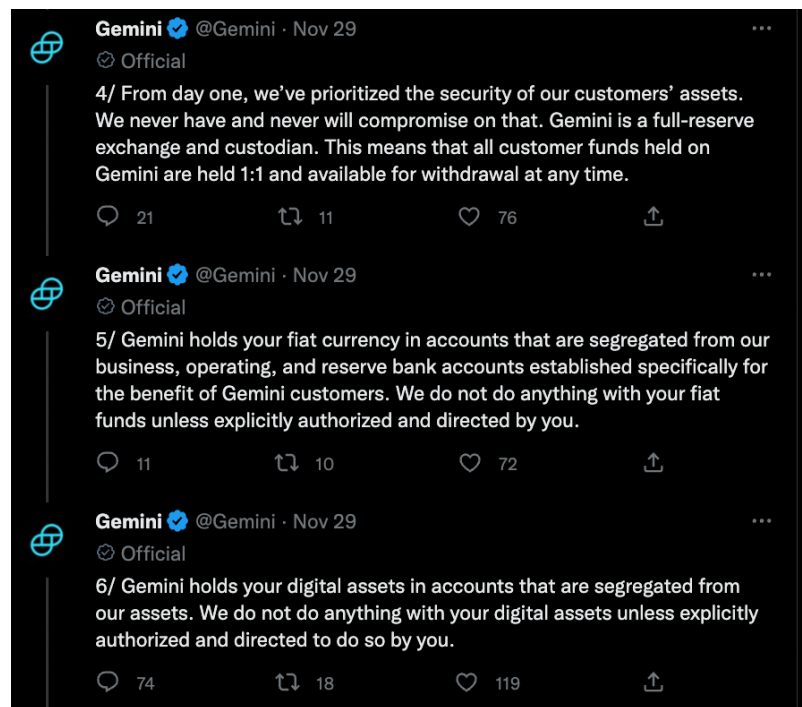 Gemini @Gemini · Nov 29
Official
4/ From day one, we’ve prioritized the security of our customers’ assets.
We never have and never will compromise on that. Gemini is a full-reserve
exchange and custodian. This means that all customer funds held on
Gemini are held 1:1 and available for withdrawal at any time.
21 11 76
Gemini @Gemini · Nov 29
Official
5/ Gemini holds your fiat currency in accounts that are segregated from our
business, operating, and reserve bank accounts established specifically for
the benefit of Gemini customers. We do not do anything with your fiat
funds unless explicitly authorized and directed by you.
11 10 72
Gemini @Gemini · Nov 29
Official
6/ Gemini holds your digital assets in accounts that are segregated from
our assets. We do not do anything with your digital assets unless explicitly
authorized and directed to do so by you.
74 18 119